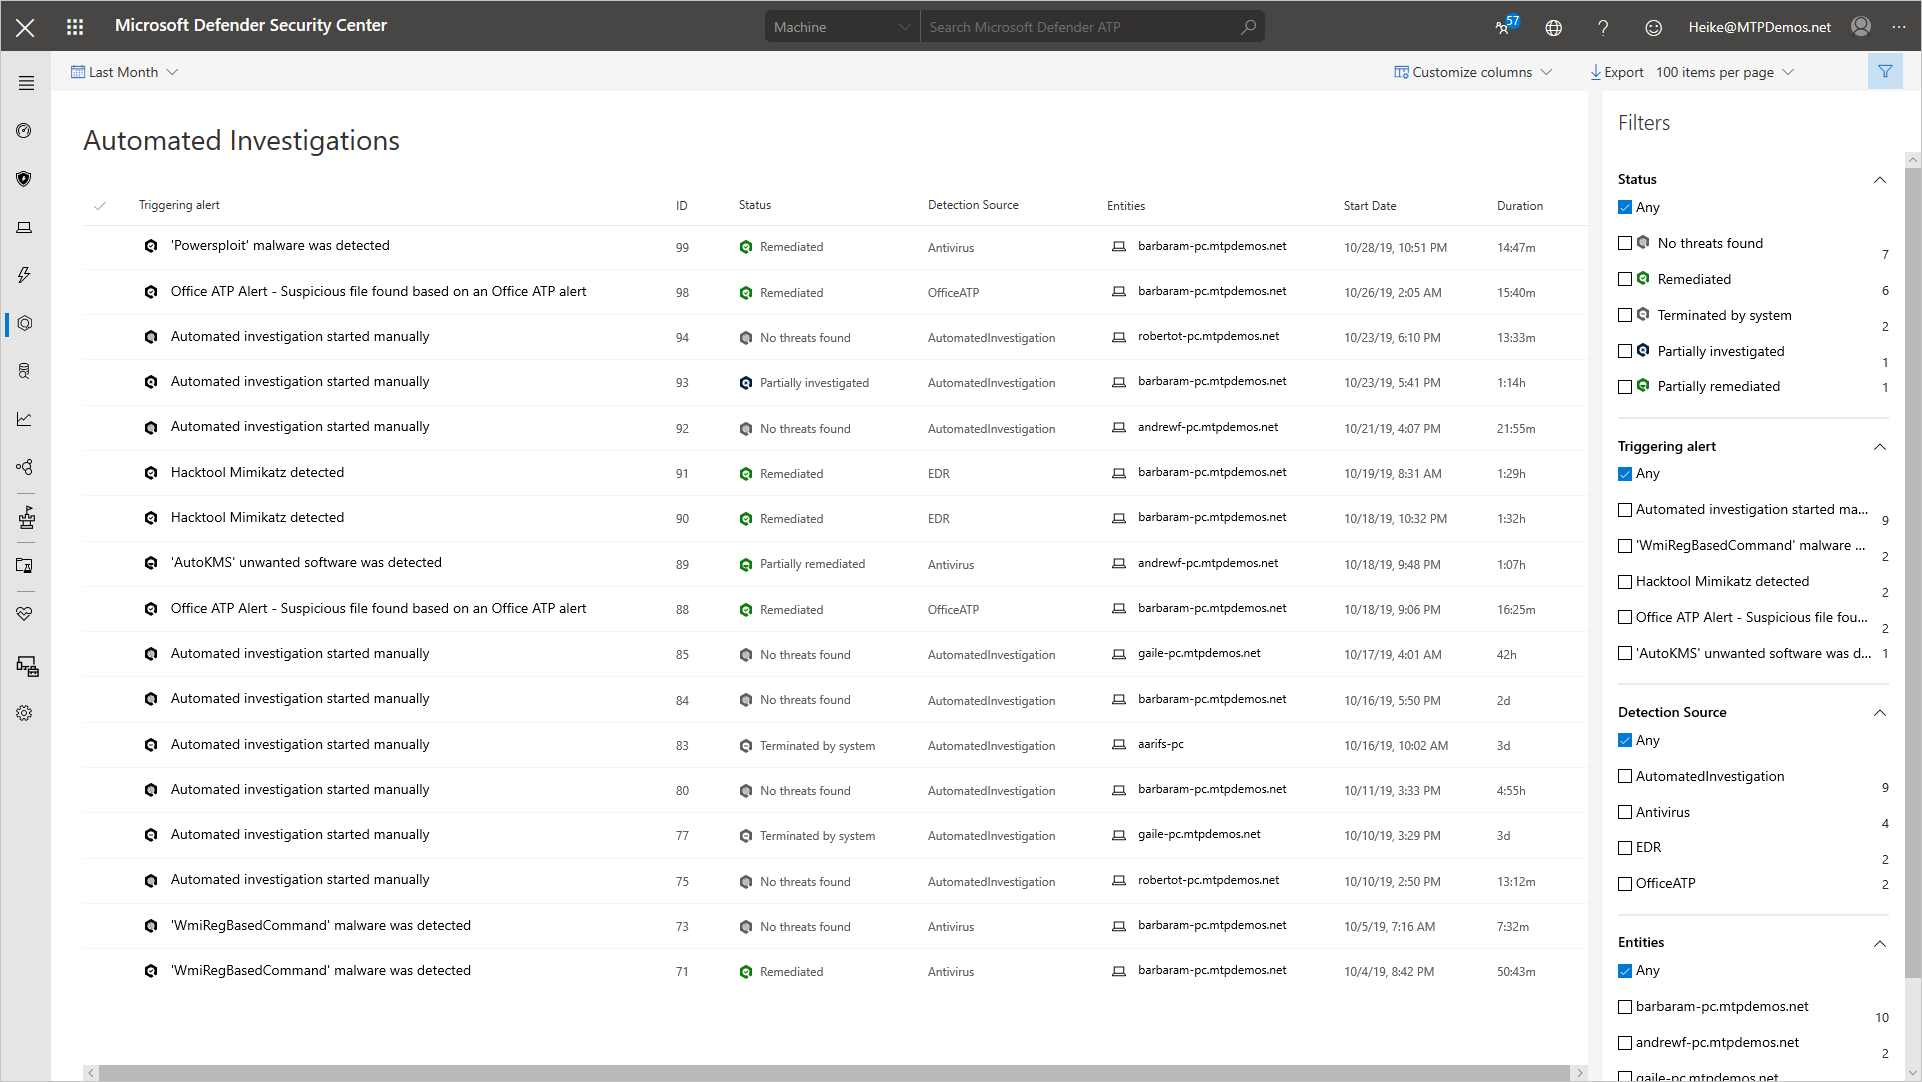 Microsoft Defender Security Center
Machine
Search Microsoft Defender ATP
57
Heike@MTPDemos.net
Last Month
Customize columns
Export
100 items per page
Automated Investigations
Triggering alert ID Status Detection Source Entities Start Date Duration
'Powersploit' malware was detected 99 Remediated Antivirus barbaram-pc.mtpdemos.net 10/28/19, 10:51 PM 14:47m
Office ATP Alert - Suspicious file found based on an Office ATP alert 98 Remediated OfficeATP barbaram-pc.mtpdemos.net 10/26/19, 2:05 AM 15:40m
Automated investigation started manually 94 No threats found AutomatedInvestigation robertot-pc.mtpdemos.net 10/23/19, 6:10 PM 13:33m
Automated investigation started manually 93 Partially investigated AutomatedInvestigation barbaram-pc.mtpdemos.net 10/23/19, 5:41 PM 1:14h
Automated investigation started manually 92 No threats found AutomatedInvestigation andrewf-pc.mtpdemos.net 10/21/19, 4:07 PM 21:55m
Hacktool Mimikatz detected 91 Remediated EDR barbaram-pc.mtpdemos.net 10/19/19, 8:31 AM 1:29h
Hacktool Mimikatz detected 90 Remediated EDR barbaram-pc.mtpdemos.net 10/18/19, 10:32 PM 1:32h
'AutoKMS' unwanted software was detected 89 Partially remediated Antivirus andrewf-pc.mtpdemos.net 10/18/19, 9:48 PM 1:07h
Office ATP Alert - Suspicious file found based on an Office ATP alert 88 Remediated OfficeATP barbaram-pc.mtpdemos.net 10/18/19, 9:06 PM 16:25m
Automated investigation started manually 85 No threats found AutomatedInvestigation gaile-pc.mtpdemos.net 10/17/19, 4:01 AM 42h
Automated investigation started manually 84 No threats found AutomatedInvestigation barbaram-pc.mtpdemos.net 10/16/19, 5:50 PM 2d
Automated investigation started manually 83 Terminated by system AutomatedInvestigation aarifs-pc 10/16/19, 10:02 AM 3d
Automated investigation started manually 80 No threats found AutomatedInvestigation barbaram-pc.mtpdemos.net 10/11/19, 3:33 PM 4:55h
Automated investigation started manually 77 Terminated by system AutomatedInvestigation gaile-pc.mtpdemos.net 10/10/19, 3:29 PM 3d
Automated investigation started manually 75 No threats found AutomatedInvestigation robertot-pc.mtpdemos.net 10/10/19, 2:50 PM 13:12m
'WmiRegBasedCommand' malware was detected 73 No threats found Antivirus barbaram-pc.mtpdemos.net 10/5/19, 7:16 AM 7:32m
'WmiRegBasedCommand' malware was detected 71 Remediated Antivirus barbaram-pc.mtpdemos.net 10/4/19, 8:42 PM 50:43m
Filters
Status
Any
No threats found 7
Remediated 6
Terminated by system 2
Partially investigated 1
Partially remediated 1
Triggering alert
Any
Automated investigation started ma... 9
'WmiRegBasedCommand' malware ... 2
Hacktool Mimikatz detected 2
Office ATP Alert - Suspicious file fou... 2
'AutoKMS' unwanted software was d... 1
Detection Source
Any
AutomatedInvestigation 9
Antivirus 4
EDR 2
OfficeATP 2
Entities
Any
barbaram-pc.mtpdemos.net 10
andrewf-pc.mtpdemos.net 2
gaile-pc.mtpdemos.net